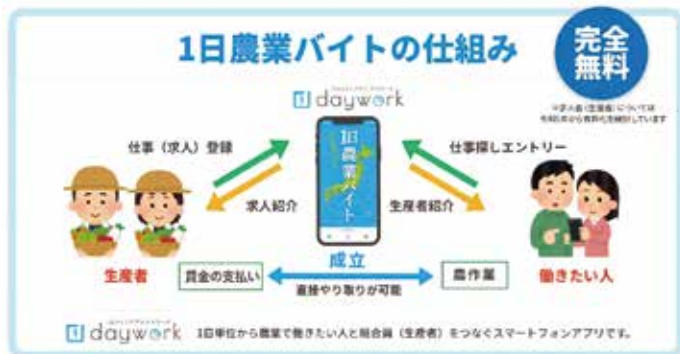 1日農業バイトの仕組み
完全
無料
daywork
仕事（求人）登録
仕事探しエントリー
1日農業バイト
求人紹介
生産者紹介
生産者
賃金の支払い
成立
直接やり取りが可能
農作業
働きたい人
daywork
1日単位から農業で働きたい人と組合員（生産者）をつなぐスマートフォンアプリです。